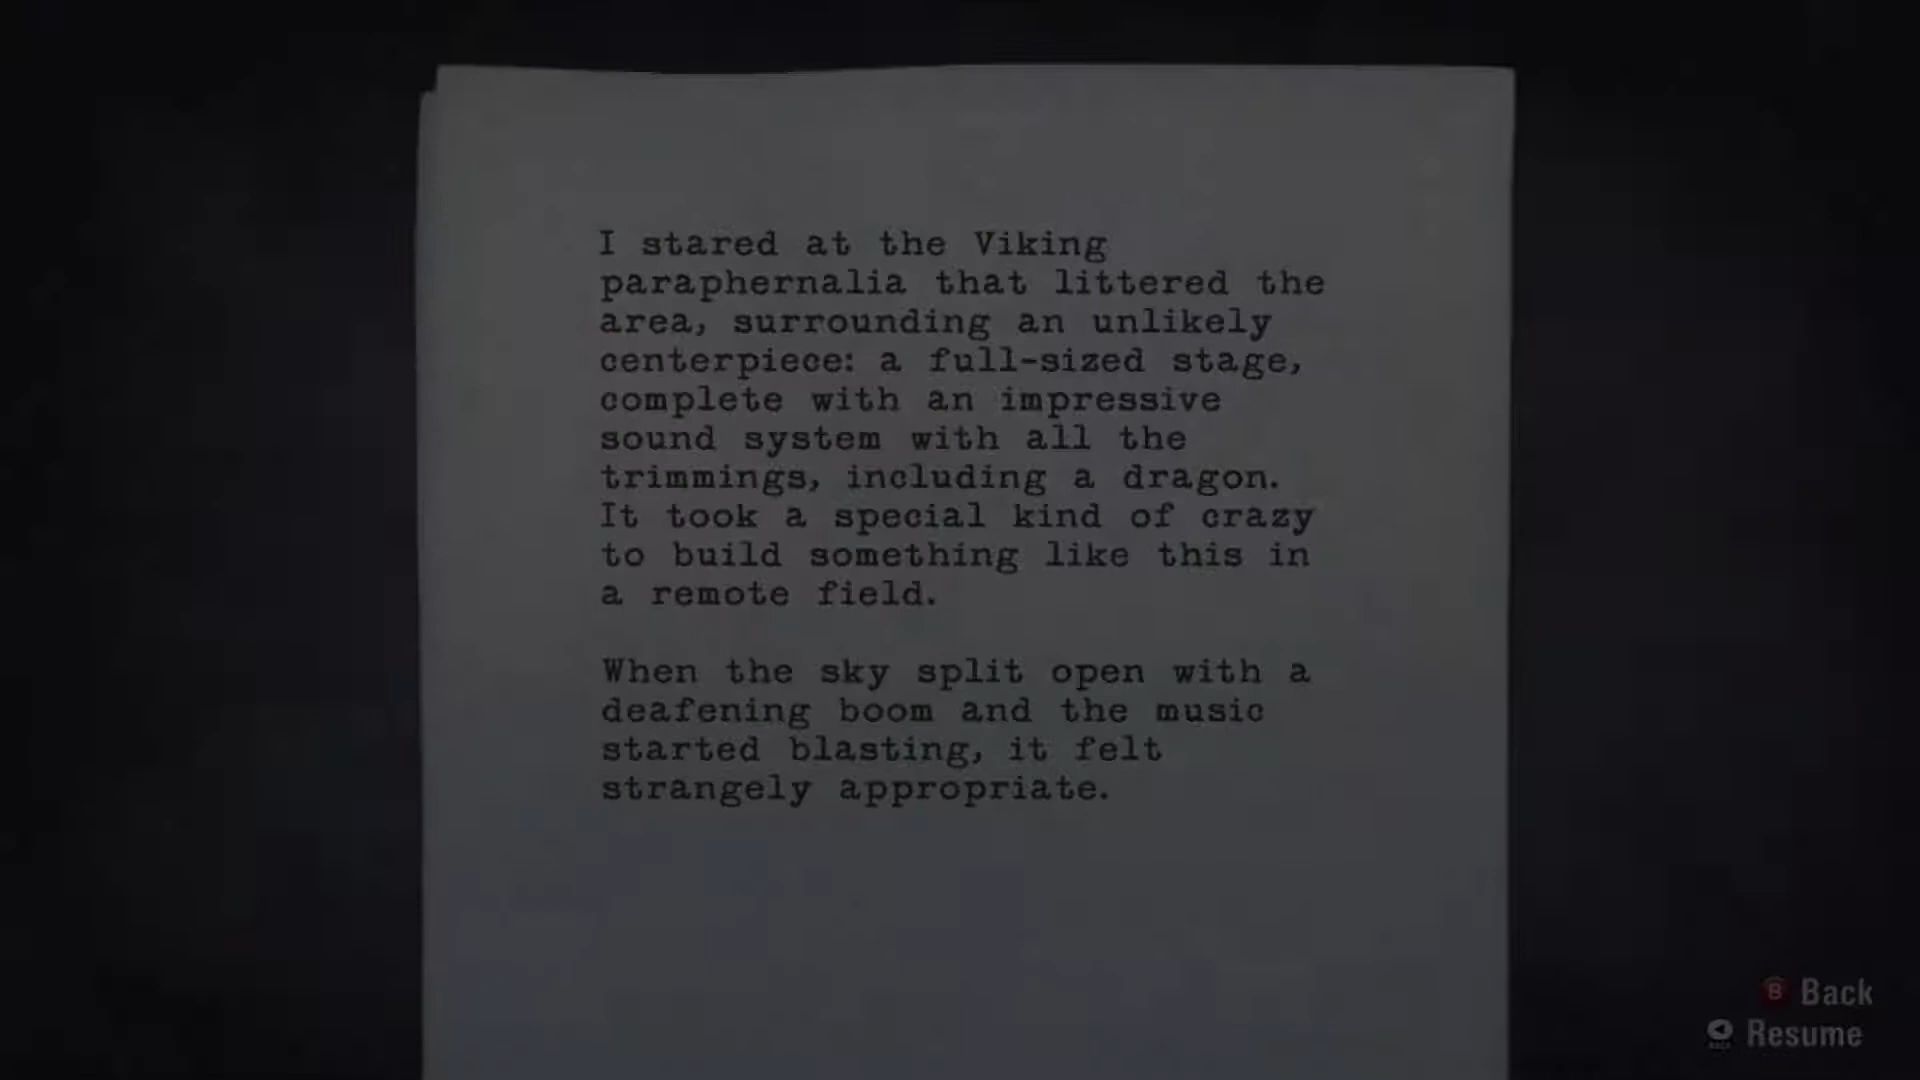 I stared at the Viking
paraphernalia that littered the
area, surrounding an unlikely
centerpiece: a full-sized stage,
complete with an impressive
sound system with all the
trimmings, including a dragon.
It took a special kind of crazy
to build something like this in
a remote field.
When the sky split open with a
deafening boom and the music
started blasting, it felt
strangely appropriate.
B Back
BACK Resume